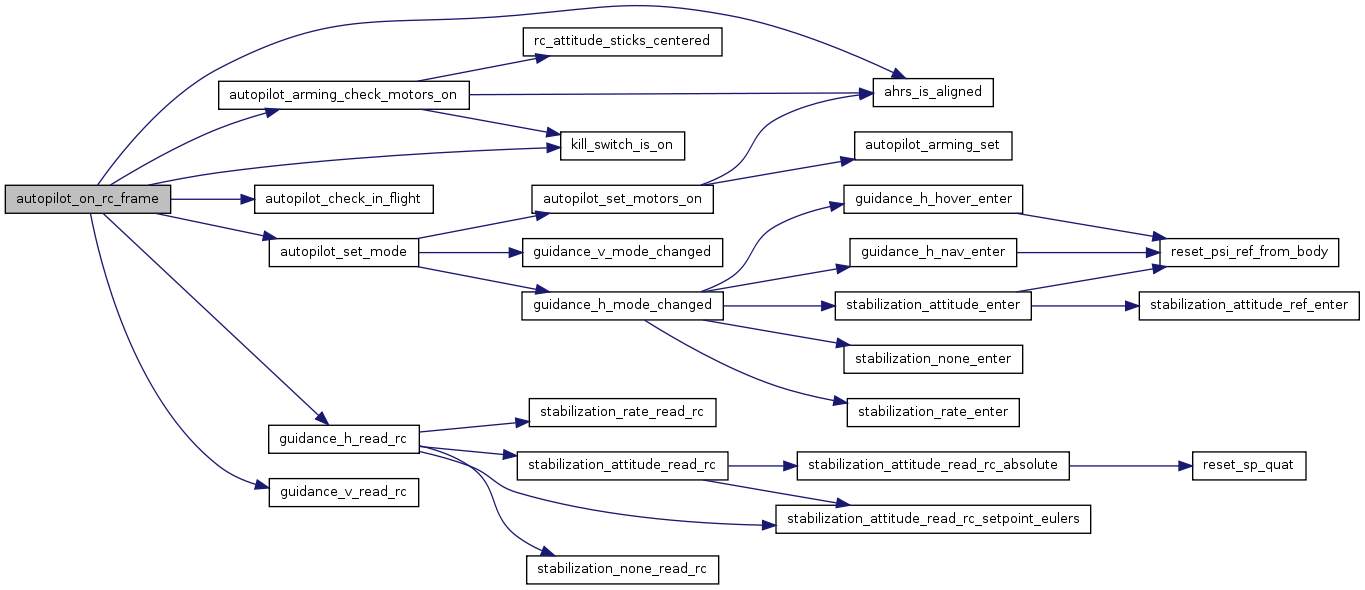 rc_attitude_sticks_centered
autopilot_arming_check_motors_on
ahrs_is_aligned
kill_switch_is_on
autopilot_arming_set
autopilot_on_rc_frame
autopilot_check_in_flight
autopilot_set_motors_on
guidance_h_hover_enter
autopilot_set_mode
guidance_v_mode_changed
guidance_h_nav_enter
reset_psi_ref_from_body
guidance_h_mode_changed
stabilization_attitude_enter
stabilization_attitude_ref_enter
stabilization_none_enter
stabilization_rate_read_rc
stabilization_rate_enter
guidance_h_read_rc
stabilization_attitude_read_rc
stabilization_attitude_read_rc_absolute
reset_sp_quat
guidance_v_read_rc
stabilization_attitude_read_rc_setpoint_eulers
stabilization_none_read_rc